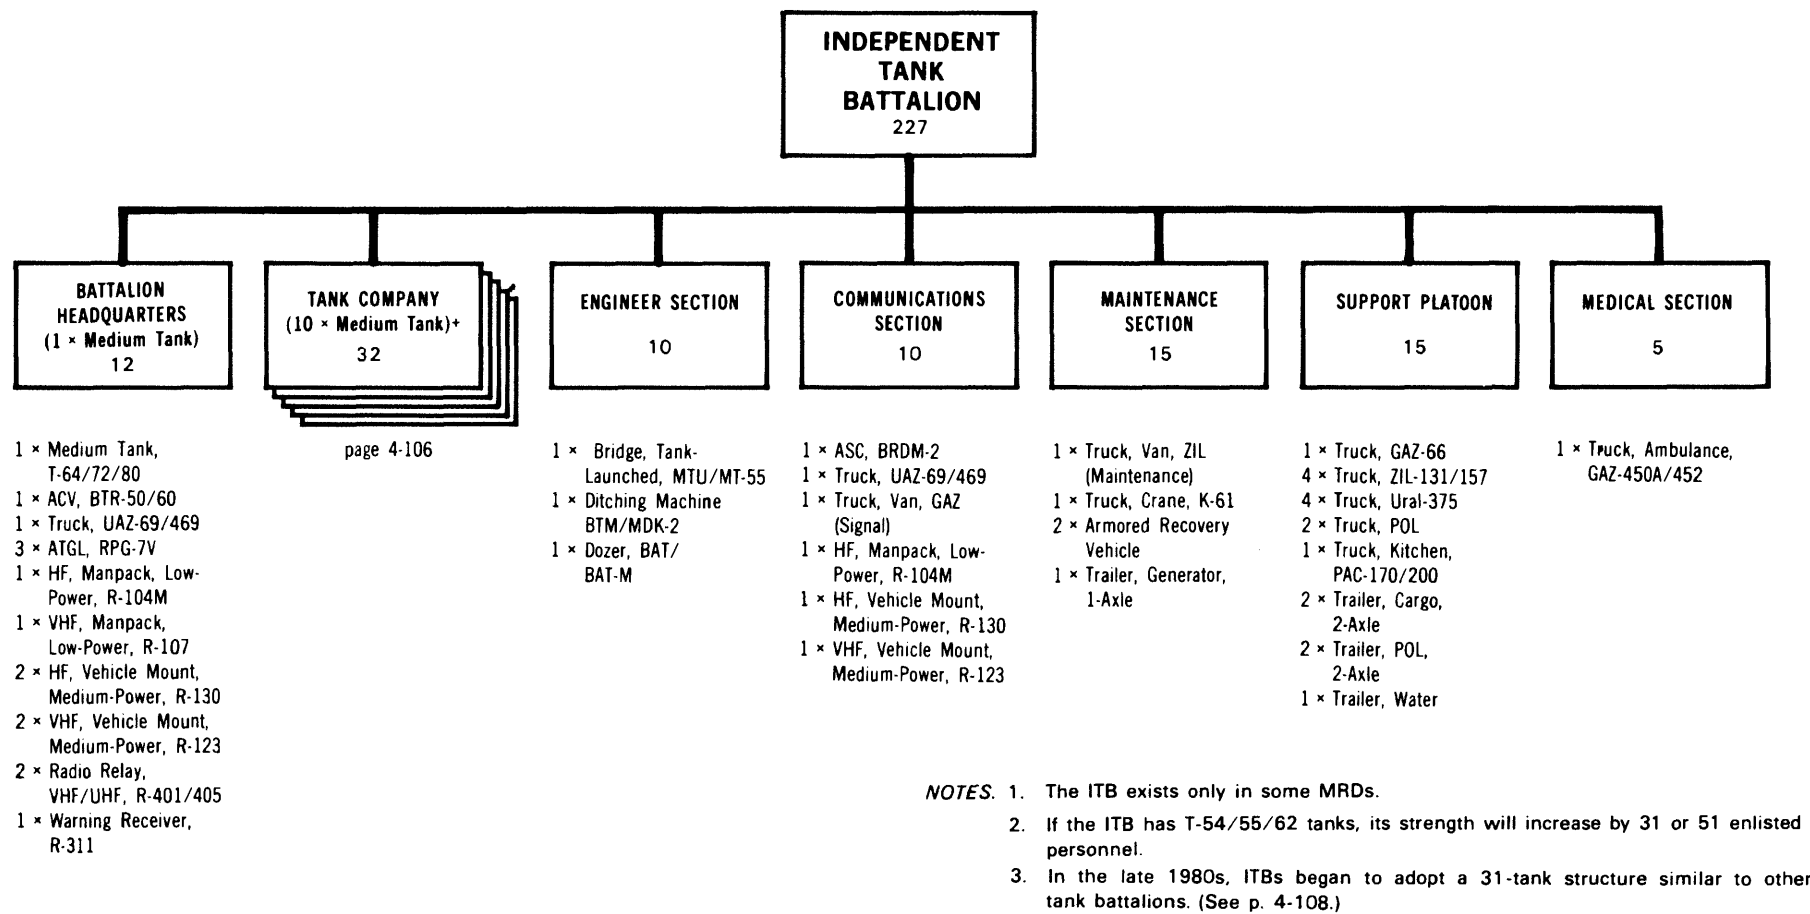 INDEPENDENT
TANK
BATTALION
227
BATTALION
HEADQUARTERS
(1 × Medium Tank)
12
TANK COMPANY
(10 × Medium Tank)+
32
ENGINEER SECTION
10
COMMUNICATIONS
SECTION
10
MAINTENANCE
SECTION
15
SUPPORT PLATOON
15
MEDICAL SECTION
5
1 × Medium Tank,
T-64/72/80
1 × ACV, BTR-50/60
1 × Truck, UAZ-69/469
3 × ATGL, RPG-7V
1 × HF, Manpack, Low-
Power, R-104M
1 × VHF, Manpack,
Low-Power, R-107
2 × HF, Vehicle Mount,
Medium-Power, R-130
2 × VHF, Vehicle Mount,
Medium-Power, R-123
2 × Radio Relay,
VHF/UHF, R-401/405
1 × Warning Receiver,
R-311
page 4-106
1 × Bridge, Tank-
Launched, MTU/MT-55
1 × Ditching Machine
BTM/MDK-2
1 × Dozer, BAT/
BAT-M
1 × ASC, BRDM-2
1 × Truck, UAZ-69/469
1 × Truck, Van, GAZ
(Signal)
1 × HF, Manpack, Low-
Power, R-104M
1 × HF, Vehicle Mount,
Medium-Power, R-130
1 × VHF, Vehicle Mount,
Medium-Power, R-123
1 × Truck, Van, ZIL
(Maintenance)
1 × Truck, Crane, K-61
2 × Armored Recovery
Vehicle
1 × Trailer, Generator,
1-Axle
1 × Truck, GAZ-66
4 × Truck, ZIL-131/157
4 × Truck, Ural-375
2 × Truck, POL
1 × Truck, Kitchen,
PAC-170/200
2 × Trailer, Cargo,
2-Axle
2 × Trailer, POL,
2-Axle
1 × Trailer, Water
1 × Truck, Ambulance,
GAZ-450A/452
NOTES. 1. The ITB exists only in some MRDs.
2. If the ITB has T-54/55/62 tanks, its strength will increase by 31 or 51 enlisted
personnel.
3. In the late 1980s, ITBs began to adopt a 31-tank structure similar to other
tank battalions. (See p. 4-108.)